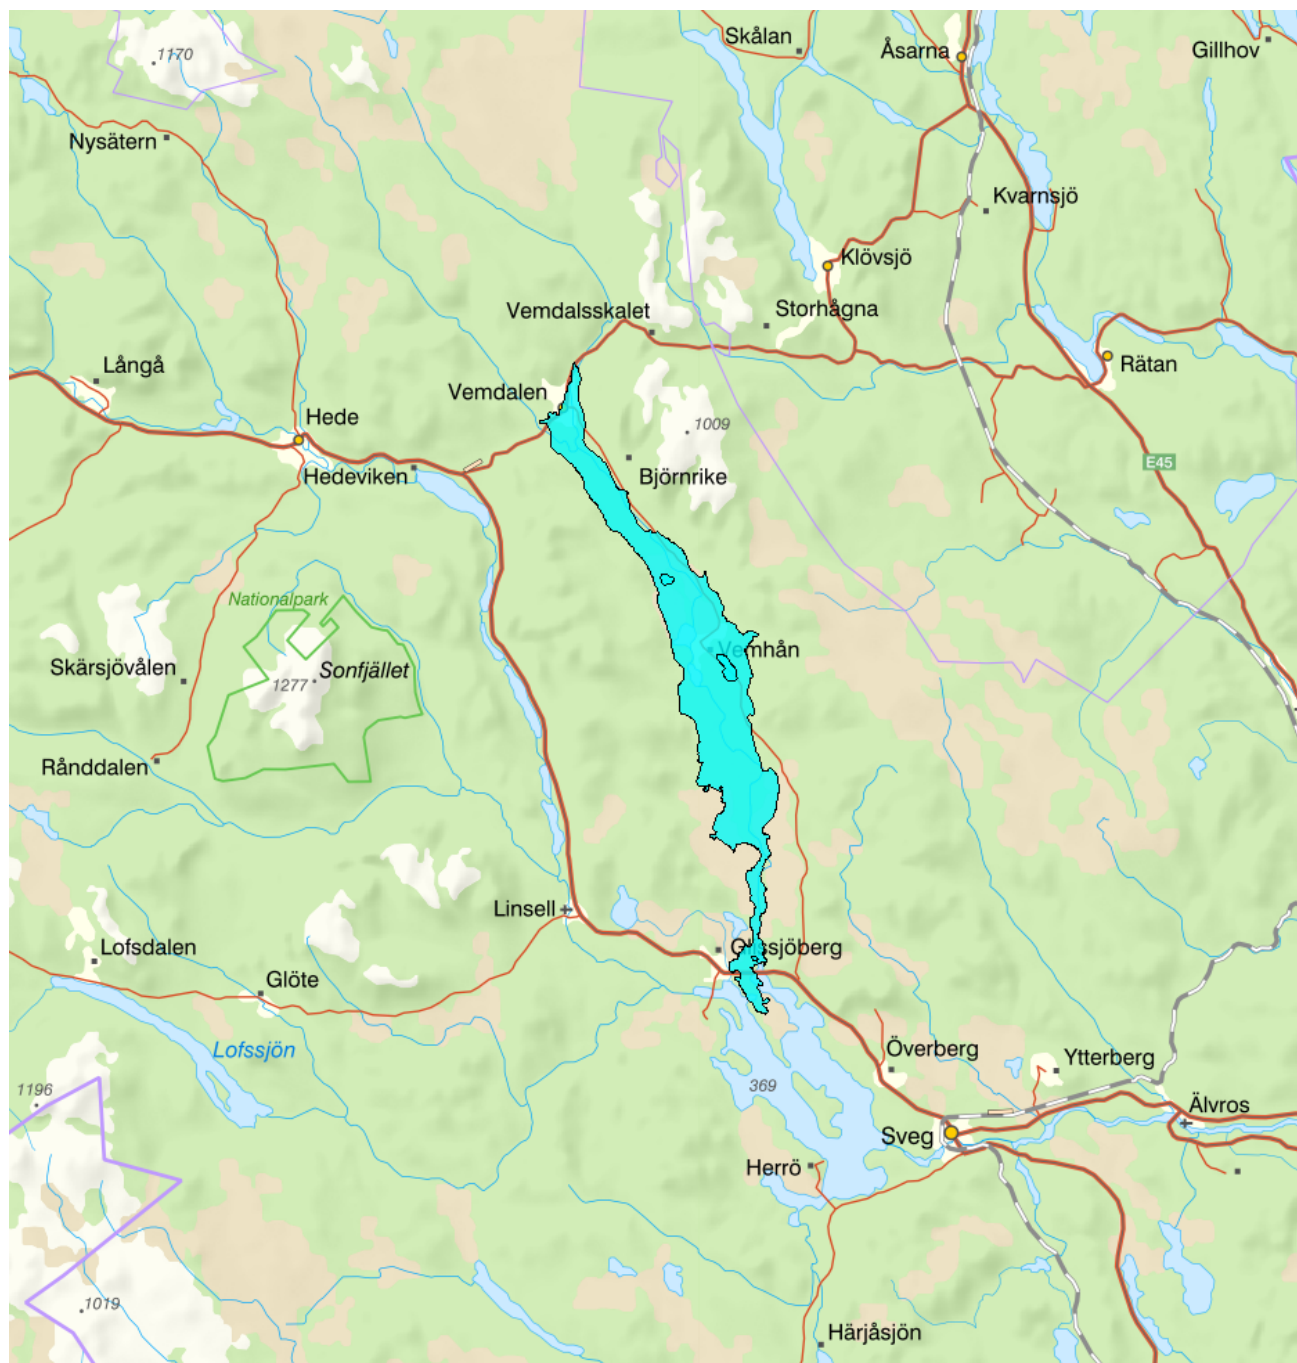 Skålan
Åsarna
Gillhov
1170
Nysätern
Kvarnsjö
Klövsjö
Vemdalsskalet
Storhågna
Långå
Rätan
Vemdalen
Hede
1009
E45
Hedeviken
Björnrike
Nationalpark
Vemhån
Skärsjövålen
Sonfjället
1277
Rånddalen
Linsell
Lofsdalen
Glöte
Lofssjön
Överberg
Ytterberg
1196
369
Älvros
Sveg
Herrö
1019
Härjåsjön